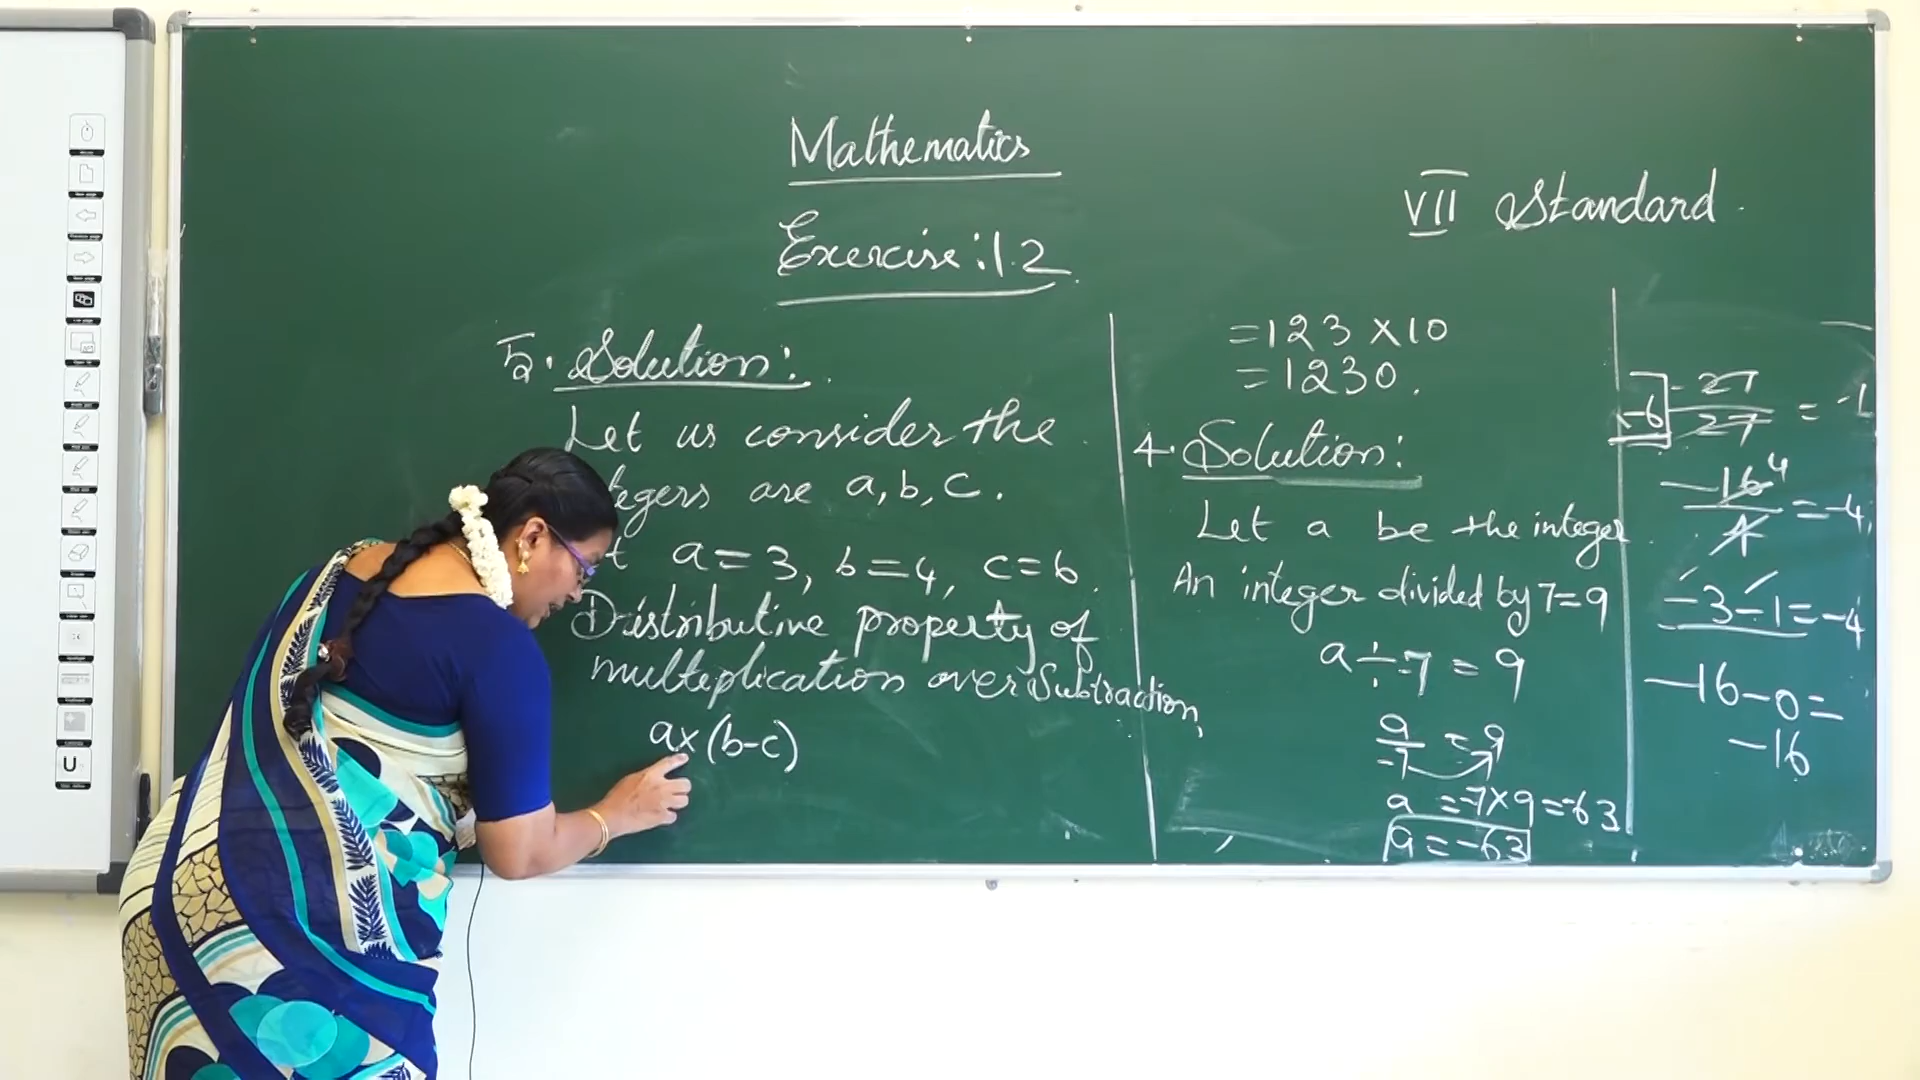 Mathematics
Exercise: 1.2
VII Standard
5. Solution:
Let us consider the
tegers are a, b, c.
t a = 3, b = 4, c = 6
Distributive property of
multiplication over Subtraction,
a×(b-c)
=123 ×10
=1230.
4. Solution:
Let a be the integer.
An integer divided by 7=9
a ÷ -7 = 9
a/-7 = 9
a = -7×9 = -63
a = -63
-6
-27/27 = -1
-16/4 = -4
4
-3-1=-4
-16-0=
-16
U